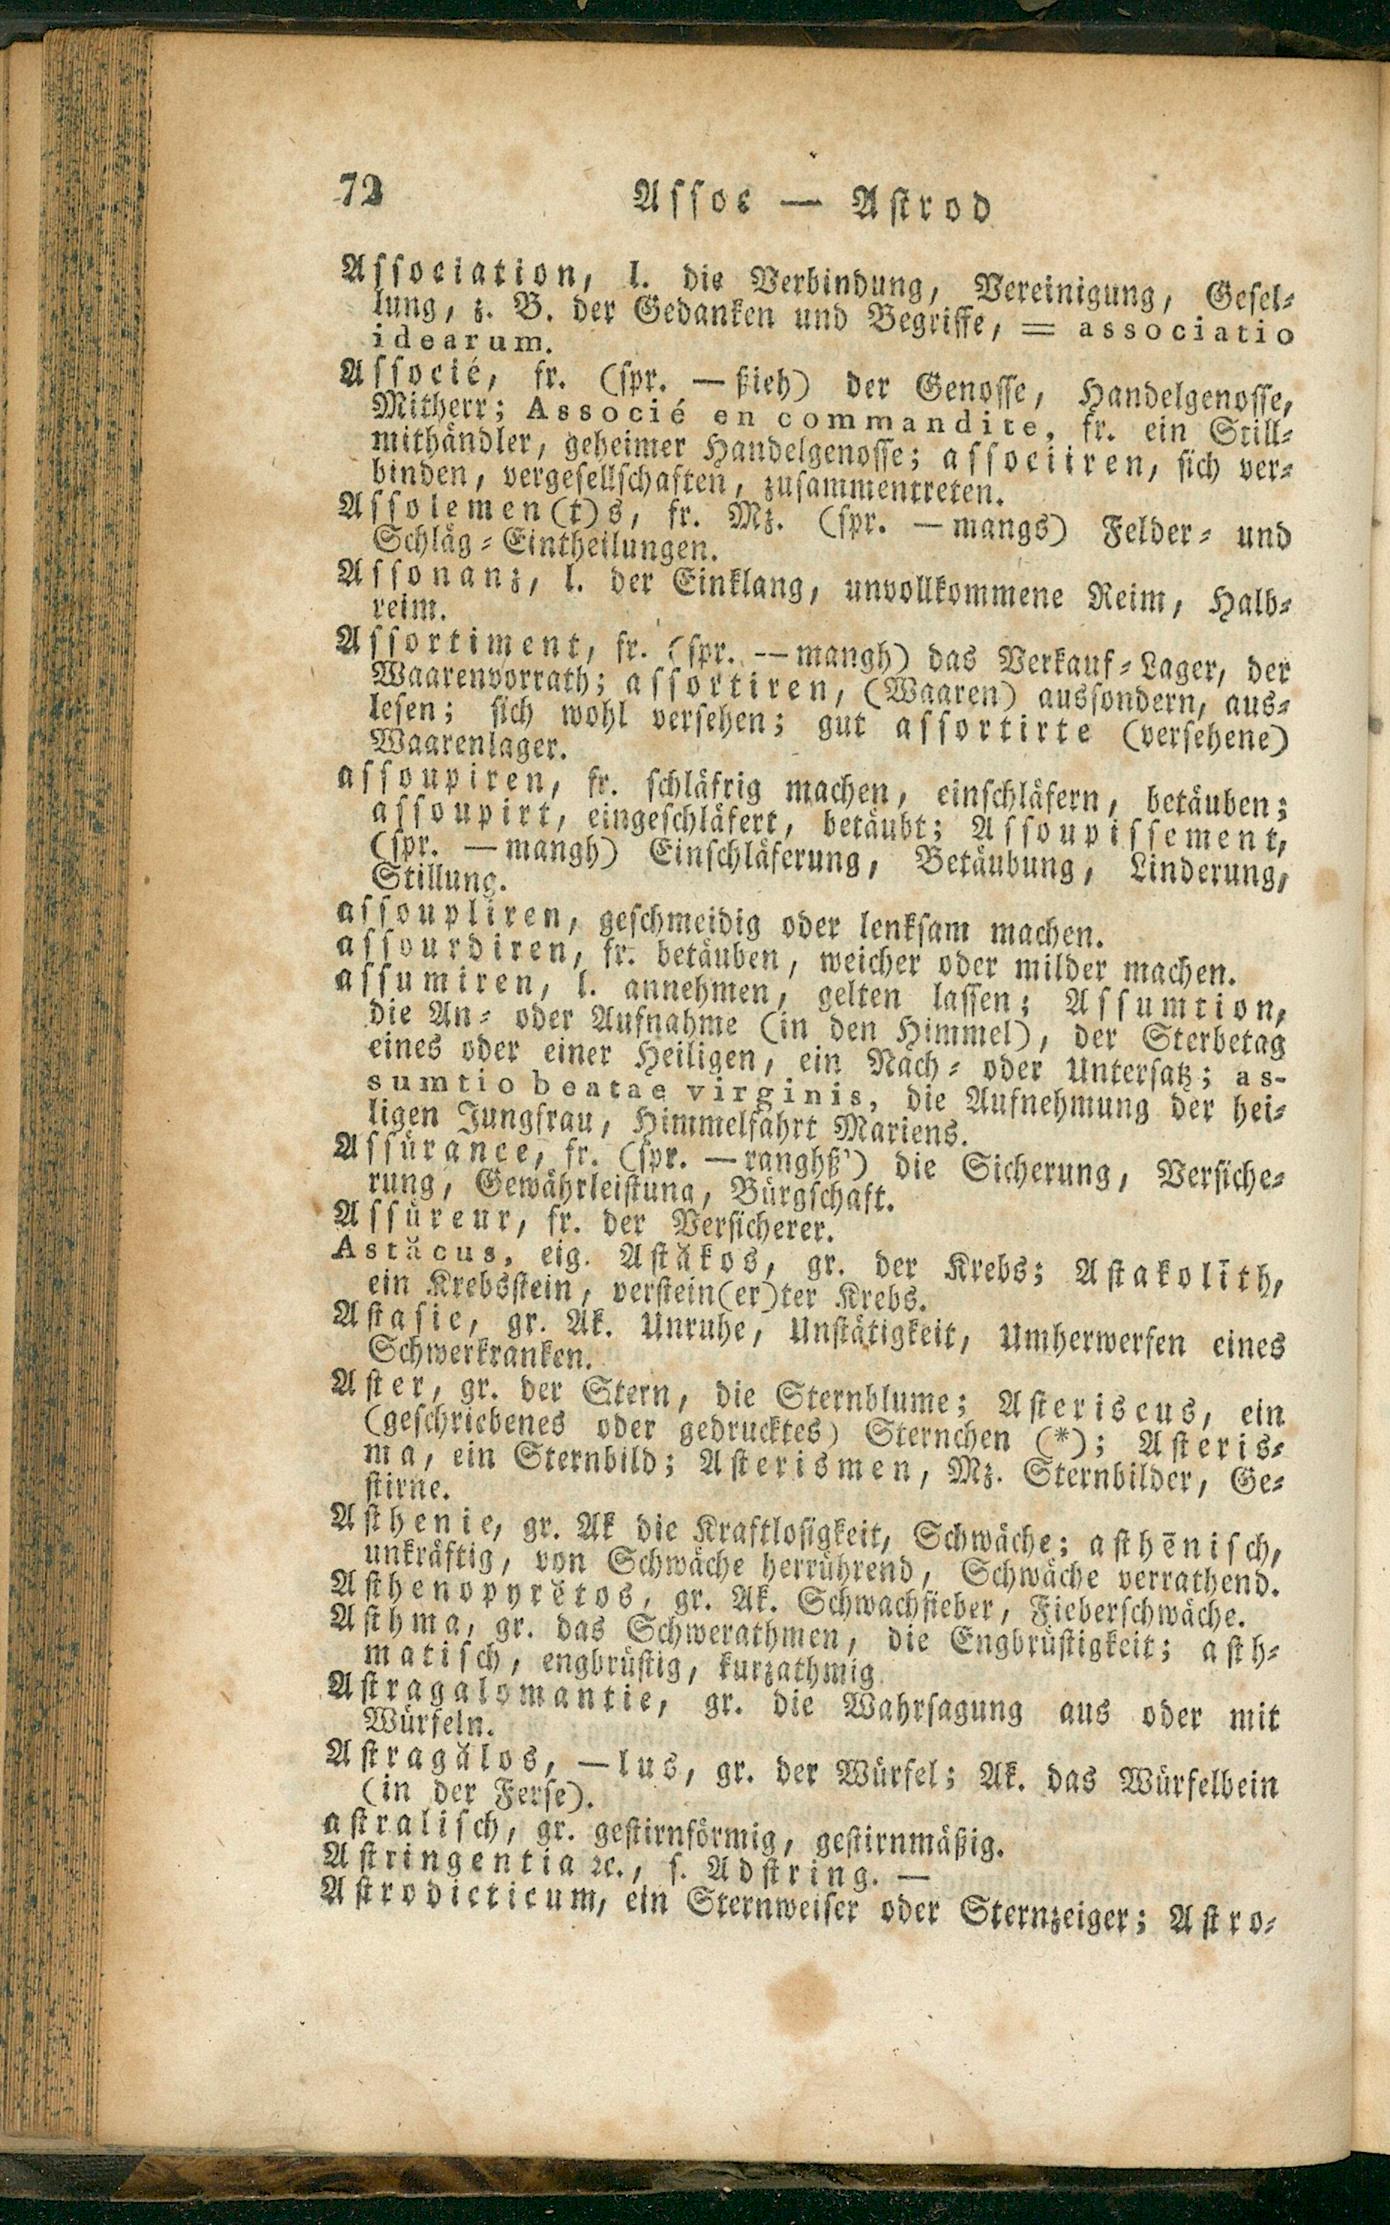 72 Assoc — Astrod
Association, l. die Verbindung, Vereinigung, Gesel-
lung, z. B. der Gedanken und Begriffe, = associatio
idearum.
Associé, fr. (spr. —ßieh) der Genosse, Handelgenosse,
Mitherr; Associé en commandite, fr. ein Still-
mithändler, geheimer Handelgenosse; associiren, sich ver-
binden, vergesellschaften, zusammentreten.
Assolemen(t)s, fr. Mz. (spr. —mangs) Felder- und
Schläg-Eintheilungen.
Assonanz, l. der Einklang, unvollkommene Reim, Halb-
reim.
Assortiment, fr. (spr. —mangh) das Verkauf-Lager, der
Waarenvorrath; assortiren, (Waaren) aussondern, aus-
lesen; sich wohl versehen; gut assortirte (versehene)
Waarenlager.
assoupiren, fr. schläfrig machen, einschläfern, betäuben;
assoupirt, eingeschläfert, betäubt; Assoupissement,
(spr. —mangh) Einschläferung, Betäubung, Linderung,
Stillung.
assoupliren, geschmeidig oder lenksam machen.
assourdiren, fr. betäuben, weicher oder milder machen.
assumiren, l. annehmen, gelten lassen; Assumtion,
die An- oder Aufnahme (in den Himmel), der Sterbetag
eines oder einer Heiligen, ein Nach- oder Untersatz; as-
sumtio beatae virginis, die Aufnehmung der hei-
ligen Jungfrau, Himmelfahrt Mariens.
Assürance, fr. (spr. —ranghß') die Sicherung, Versiche-
rung, Gewährleistung, Bürgschaft.
Assüreur, fr. der Versicherer.
Astăcus, eig. Astăkos, gr. der Krebs; Astakolīth,
ein Krebsstein, verstein(er)ter Krebs.
Astasie, gr. Ak. Unruhe, Unstätigkeit, Umherwerfen eines
Schwerkranken.
Aster, gr. der Stern, die Sternblume; Asteriscus, ein
(geschriebenes oder gedrucktes) Sternchen (*); Asteris-
ma, ein Sternbild; Asterismen, Mz. Sternbilder, Ge-
stirne.
Asthenie, gr. Ak die Kraftlosigkeit, Schwäche; asthēnisch,
unkräftig, von Schwäche herrührend, Schwäche verrathend.
Asthenopyrĕtos, gr. Ak. Schwachfieber, Fieberschwäche.
Asthma, gr. das Schwerathmen, die Engbrüstigkeit; asth-
matisch, engbrüstig, kurzathmig
Astragalomantie, gr. die Wahrsagung aus oder mit
Würfeln.
Astragălos, —lus, gr. der Würfel; Ak. das Würfelbein
(in der Ferse).
astralisch, gr. gestirnförmig, gestirnmäßig.
Astringentia ꝛc., s. Adstring. —
Astrodicticum, ein Sternweiser oder Sternzeiger; Astro-